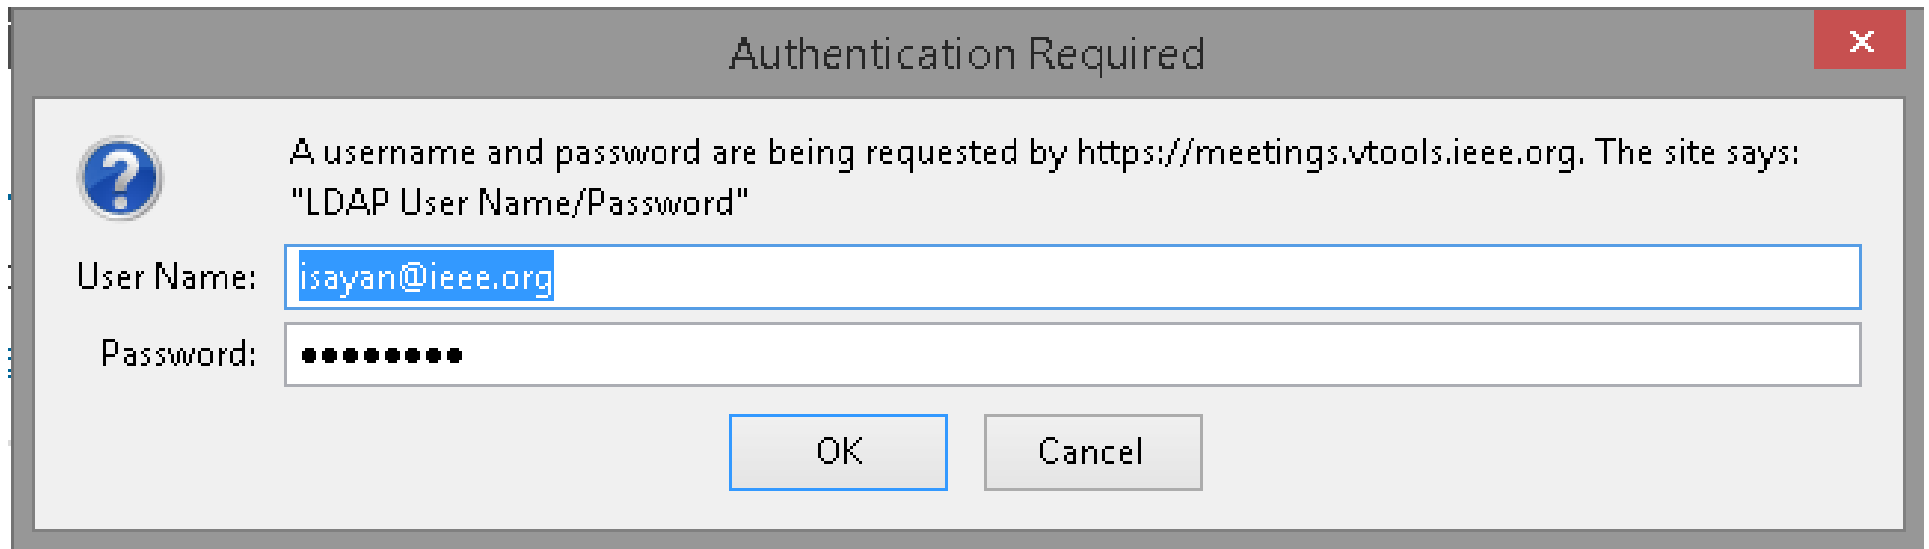 Authentication Required
A username and password are being requested by https://meetings.vtools.ieee.org. The site says:
"LDAP User Name/Password"
User Name: isayan@ieee.org
Password: ••••••••
OK Cancel